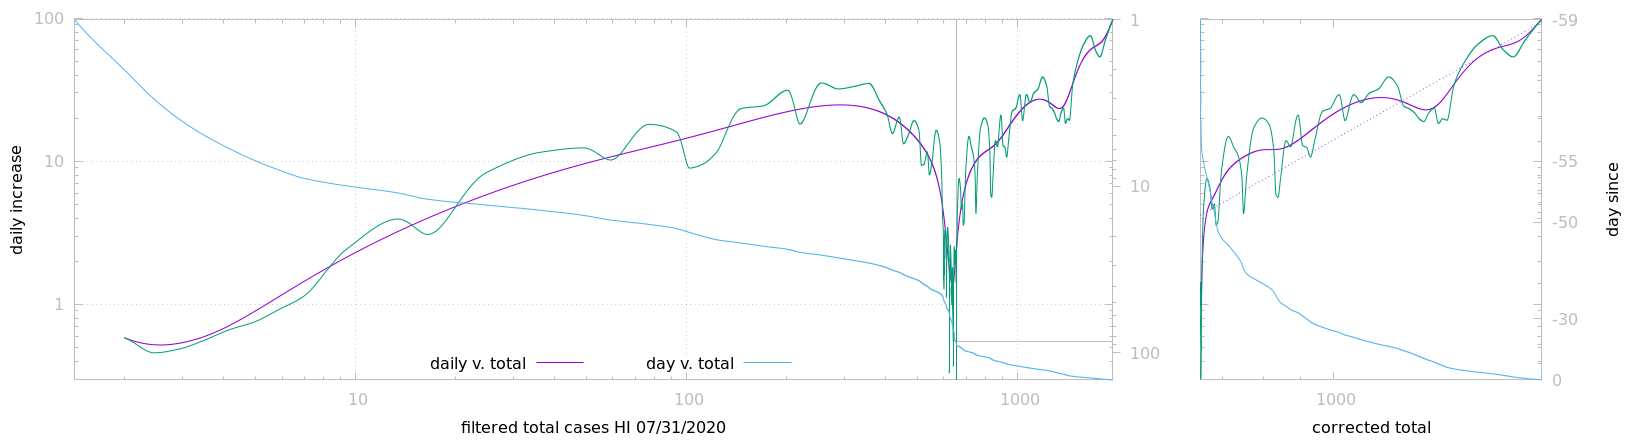 100
10
1
daily increase
1
10
100
daily v. total
day v. total
10
100
1000
filtered total cases HI 07/31/2020
-59
-55
-50
-30
0
day since
1000
corrected total